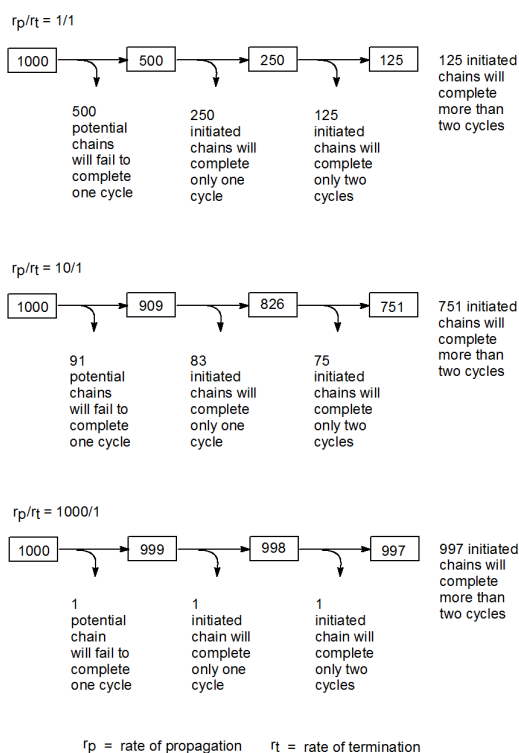 rp/rt = 1/1
1000
500
250
125
125 initiated
chains will
complete
more than
two cycles
500
potential
chains
will fail to
complete
one cycle
250
initiated
chains will
complete
only one
cycle
125
initiated
chains will
complete
only two
cycles
rp/rt = 10/1
1000
909
826
751
751 initiated
chains will
complete
more than
two cycles
91
potential
chains
will fail to
complete
one cycle
83
initiated
chains will
complete
only one
cycle
75
initiated
chains will
complete
only two
cycles
rp/rt = 1000/1
1000
999
998
997
997 initiated
chains will
complete
more than
two cycles
1
potential
chain
will fail to
complete
one cycle
1
initiated
chain will
complete
only one
cycle
1
initiated
chain will
complete
only two
cycles
rp = rate of propagation rt = rate of termination